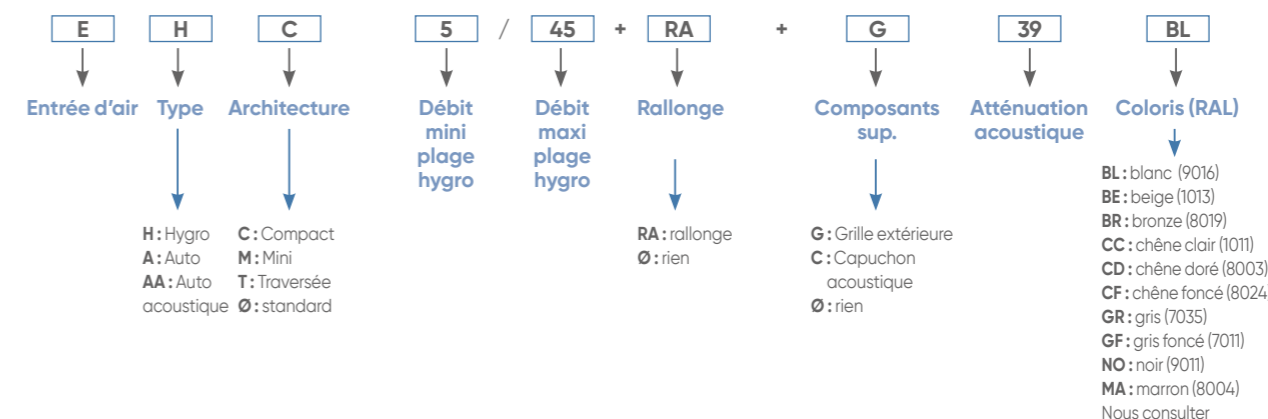 E H C 5 / 45 + RA + G 39 BL
Entrée d'air
Type
Architecture
Débit
mini
plage
hygro
Débit
maxi
plage
hygro
Rallonge
Composants
sup.
Atténuation
acoustique
Coloris (RAL)
H : Hygro
A : Auto
AA : Auto
acoustique
C : Compact
M : Mini
T : Traversée
Ø : standard
RA : rallonge
Ø : rien
G : Grille extérieure
C : Capuchon
acoustique
Ø : rien
BL : blanc (9016)
BE : beige (1013)
BR : bronze (8019)
CC : chêne clair (1011)
CD : chêne doré (8003)
CF : chêne foncé (8024)
GR : gris (7035)
GF : gris foncé (7011)
NO : noir (9011)
MA : marron (8004)
Nous consulter